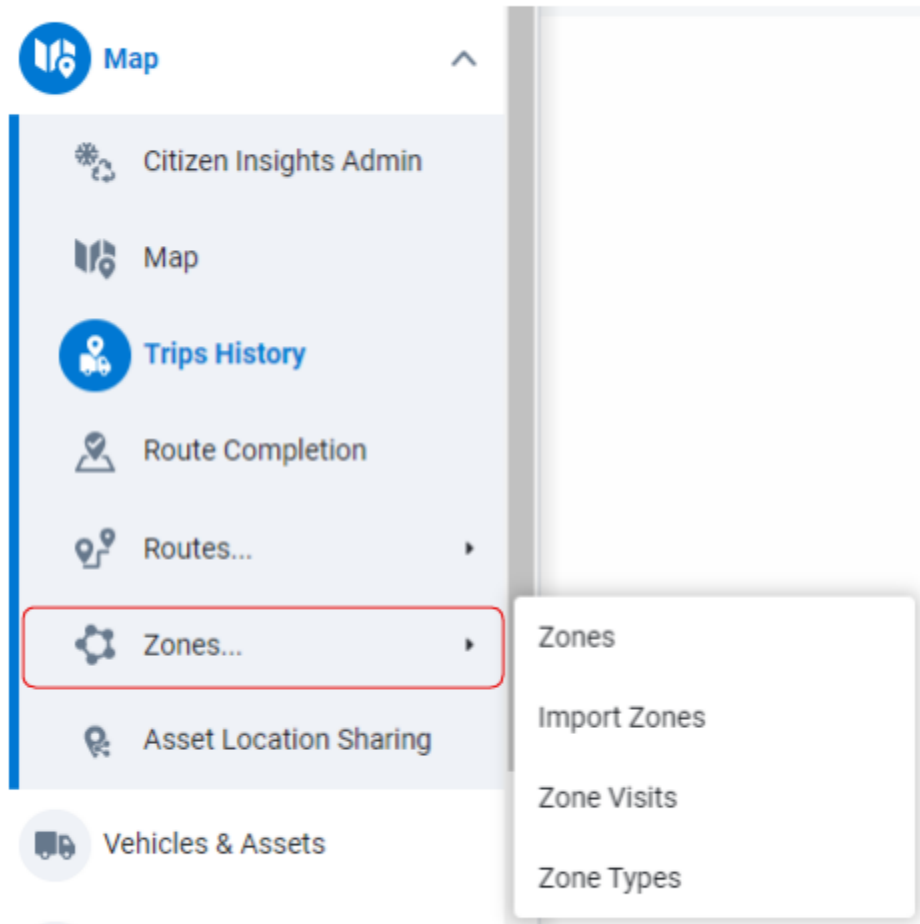 Map
Citizen Insights Admin
Map
Trips History
Route Completion
Routes...
Zones...
Asset Location Sharing
Vehicles & Assets
Zones
Import Zones
Zone Visits
Zone Types